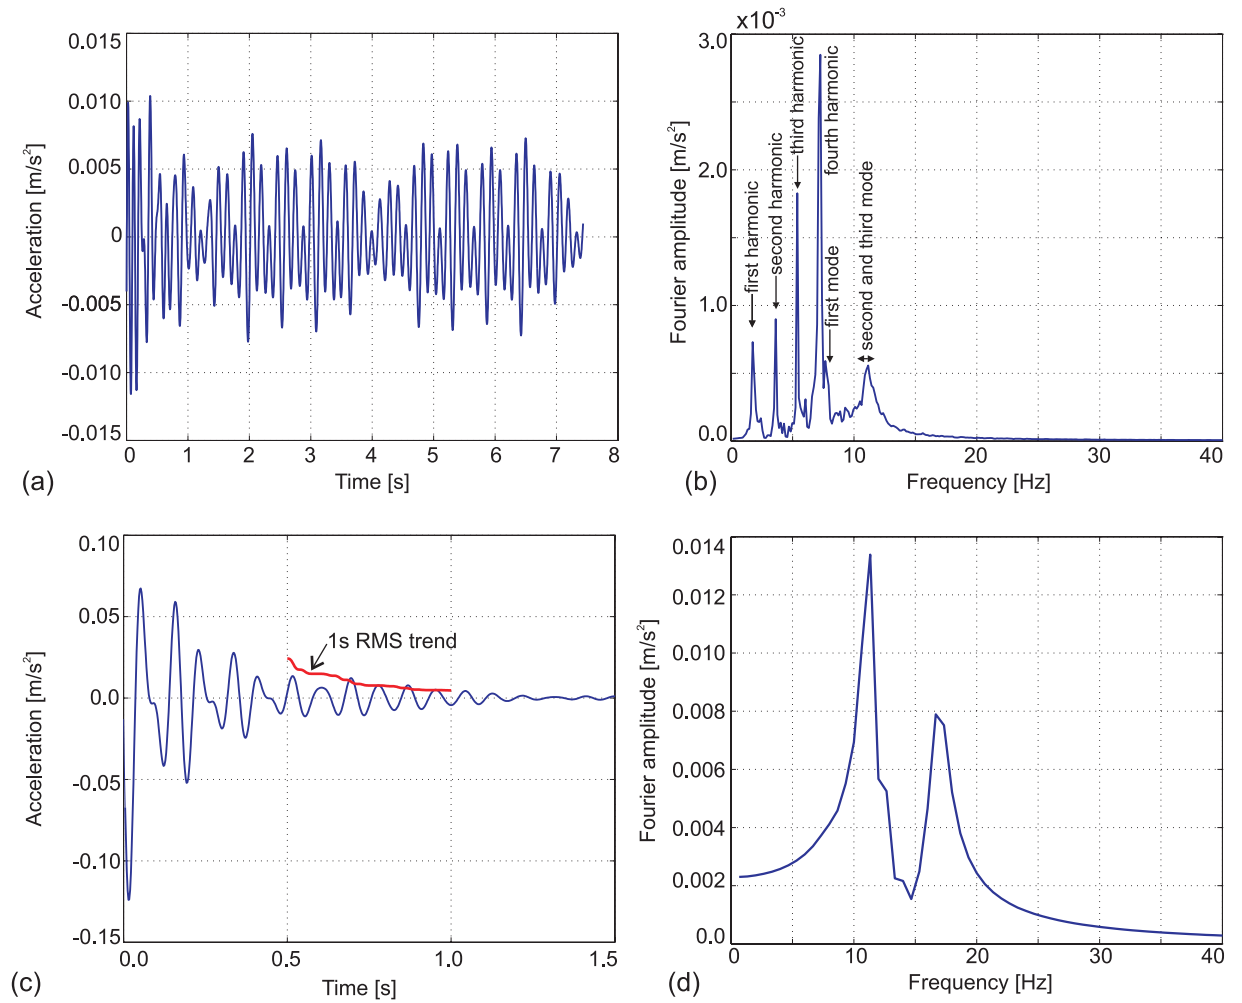 0.015
0.010
0.005
0
-0.005
-0.010
-0.015
Acceleration [m/s²]
0 1 2 3 4 5 6 7 8
Time [s]
(a)
x10⁻³
3.0
2.0
1.0
0.0
Fourier amplitude [m/s²]
first harmonic
second harmonic
third harmonic
fourth harmonic
first mode
second and third mode
0 10 20 30 40
Frequency [Hz]
(b)
0.10
0.05
0.0
-0.05
-0.10
-0.15
Acceleration [m/s²]
1s RMS trend
0.0 0.5 1.0 1.5
Time [s]
(c)
0.014
0.012
0.010
0.008
0.006
0.004
0.002
0.0
Fourier amplitude [m/s²]
0 10 20 30 40
Frequency [Hz]
(d)